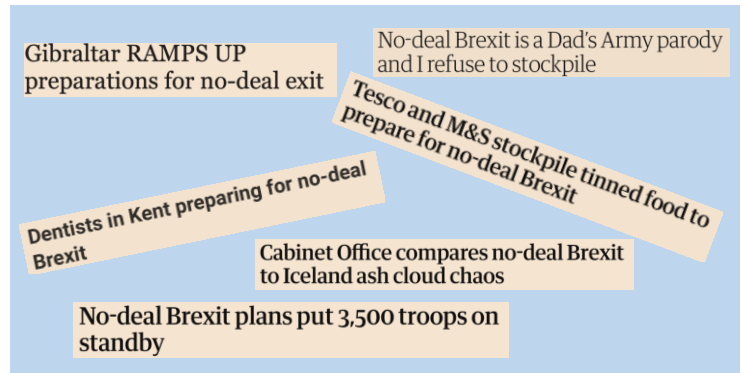 Gibraltar RAMPS UP
preparations for no-deal exit
No-deal Brexit is a Dad's Army parody
and I refuse to stockpile
Tesco and M&S stockpile tinned food to
prepare for no-deal Brexit
Dentists in Kent preparing for no-deal
Brexit
Cabinet Office compares no-deal Brexit
to Iceland ash cloud chaos
No-deal Brexit plans put 3,500 troops on
standby